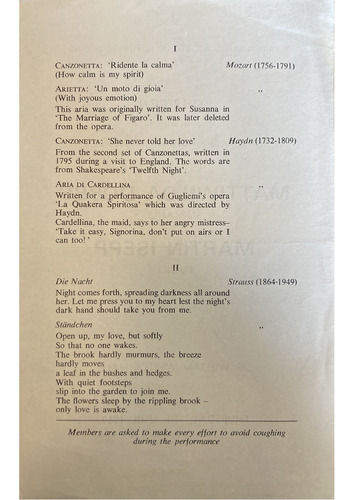 I
CANZONETTA: 'Ridente la calma' Mozart (1756-1791)
(How calm is my spirit)
ARIETTA: 'Un moto di gioia' ,,
(With joyous emotion)
This aria was originally written for Susanna in
'The Marriage of Figaro'. It was later deleted
from the opera.
CANZONETTA: 'She never told her love' Haydn (1732-1809)
From the second set of Canzonettas, written in
1795 during a visit to England. The words are
from Shakespeare's 'Twelfth Night'.
ARIA DI CARDELLINA ,,
Written for a performance of Gugliemi's opera
'La Quakera Spiritosa' which was directed by
Haydn.
Cardellina, the maid, says to her angry mistress–
'Take it easy, Signorina, don't put on airs or I
can too!'
II
Die Nacht Strauss (1864-1949)
Night comes forth, spreading darkness all around
her. Let me press you to my heart lest the night's
dark hand should take you from me.
Ständchen ,,
Open up, my love, but softly
So that no one wakes.
The brook hardly murmurs, the breeze
hardly moves
a leaf in the bushes and hedges.
With quiet footsteps
slip into the garden to join me.
The flowers sleep by the rippling brook –
only love is awake.
Members are asked to make every effort to avoid coughing
during the performance